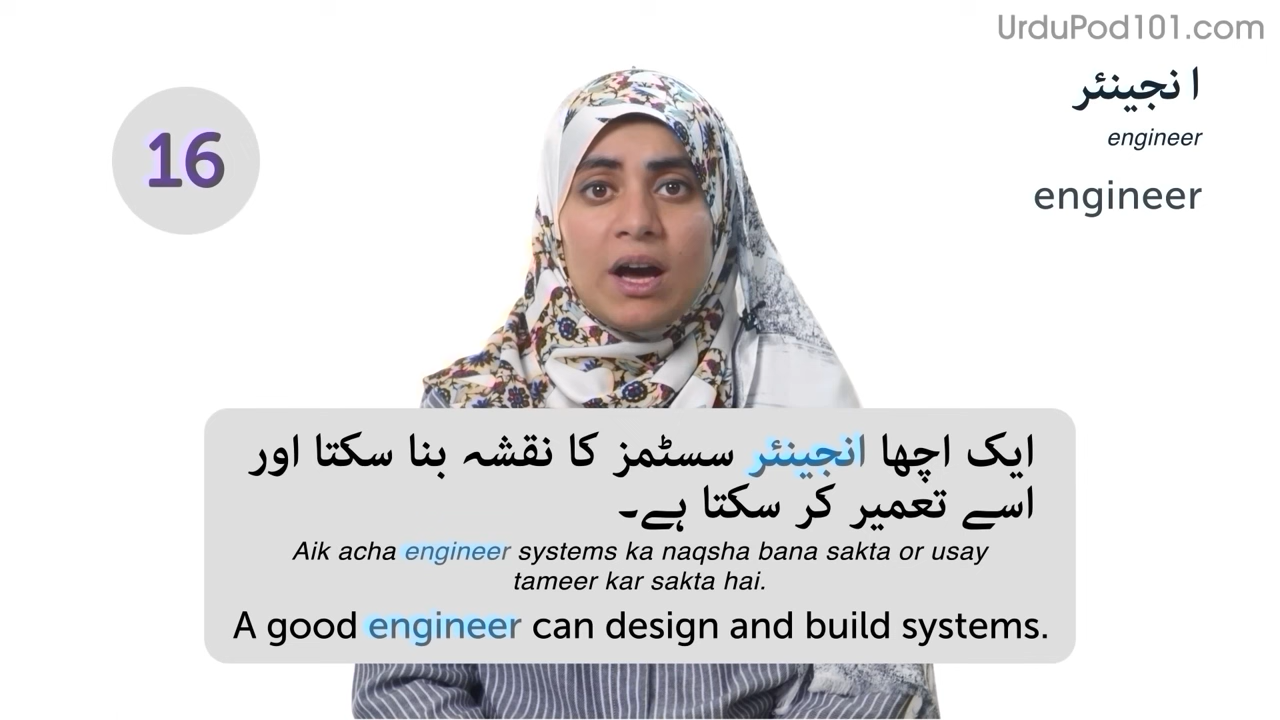 UrduPod101.com
16
انجینئر
engineer
engineer
ایک اچھا انجینئر سسٹمز کا نقشہ بنا سکتا اور
اسے تعمیر کر سکتا ہے۔
Aik acha engineer systems ka naqsha bana sakta or usay
tameer kar sakta hai.
A good engineer can design and build systems.